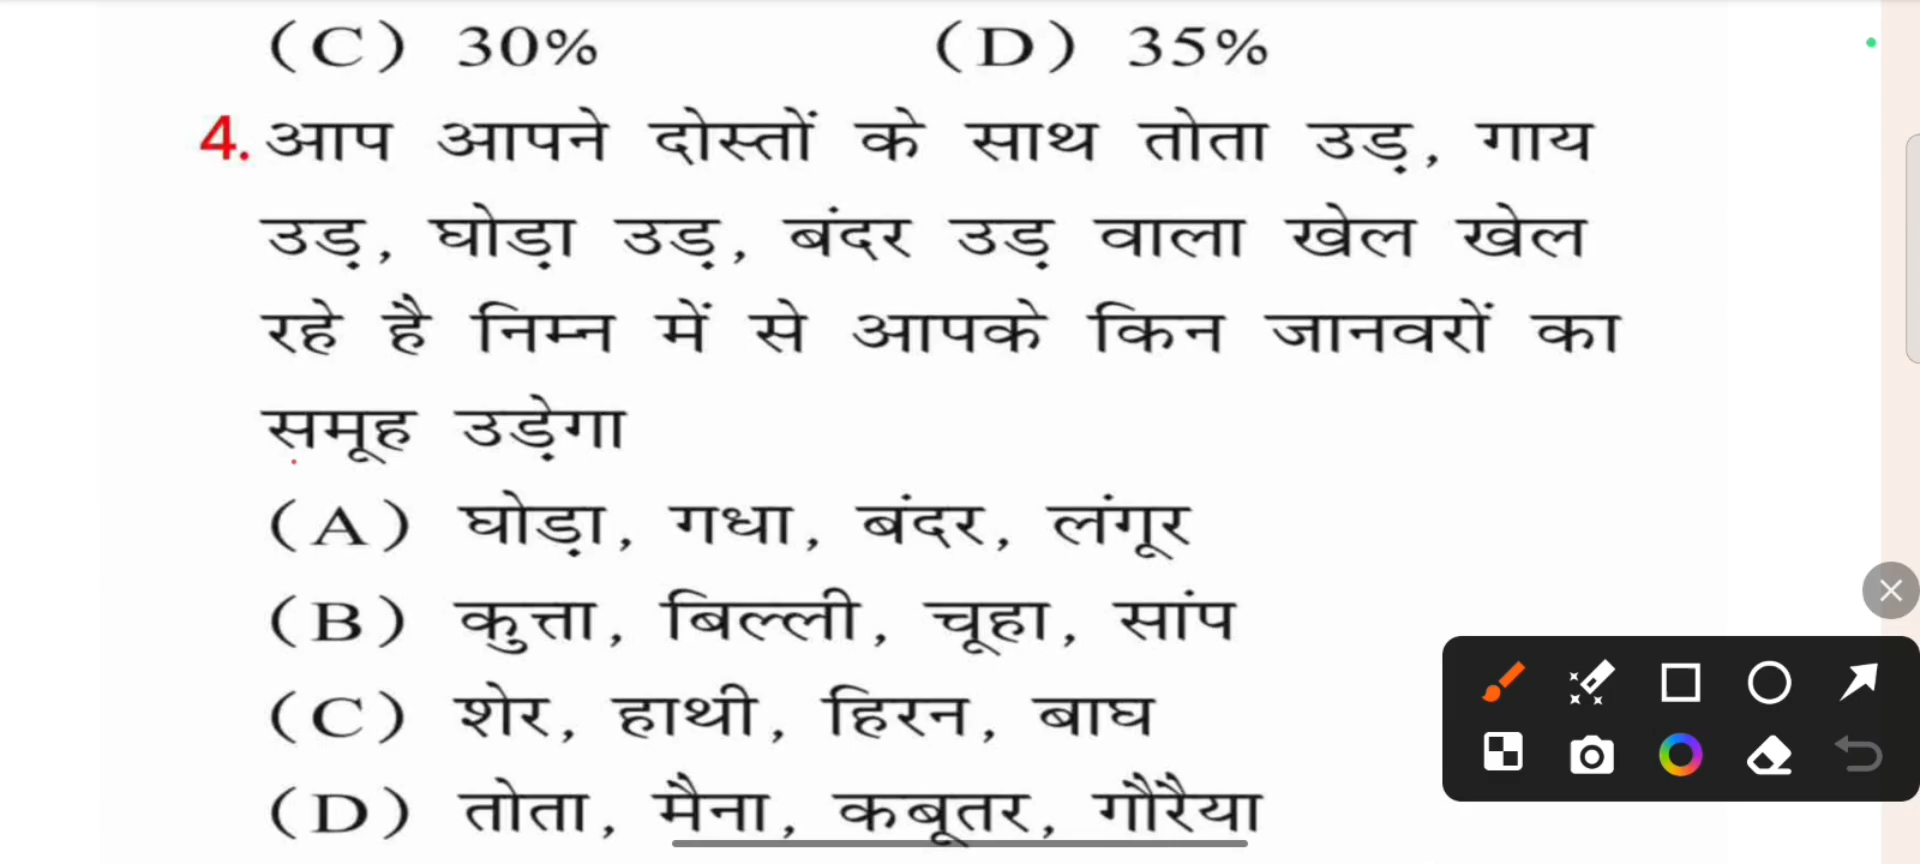 (C) 30% (D) 35%
4. आप आपने दोस्तों के साथ तोता उड़, गाय
उड़, घोड़ा उड़, बंदर उड़ वाला खेल खेल
रहे है निम्न में से आपके किन जानवरों का
समूह उड़ेगा
(A) घोड़ा, गधा, बंदर, लंगूर
(B) कुत्ता, बिल्ली, चूहा, सांप
(C) शेर, हाथी, हिरन, बाघ
(D) तोता, मैना, कबूतर, गौरैया